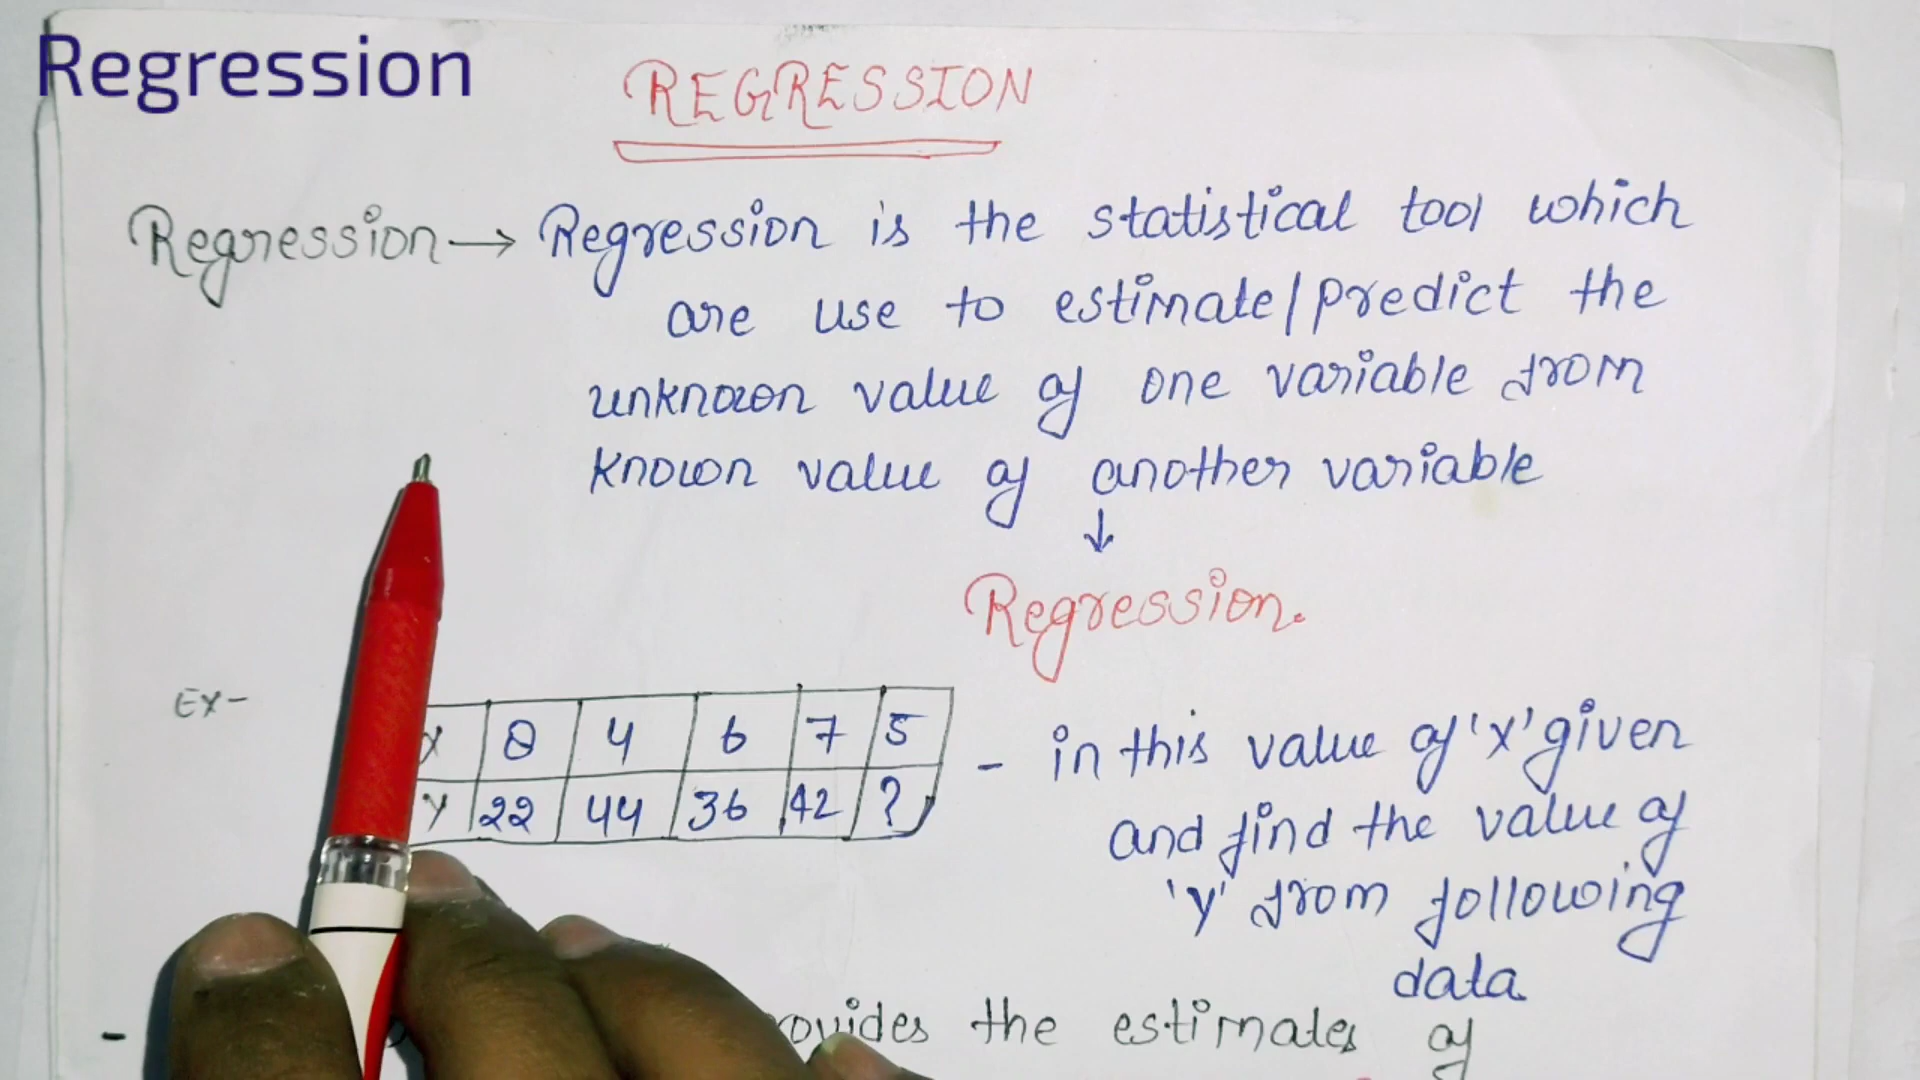 Regression
REGRESSION
Regression → Regression is the statistical tool which
are use to estimate/predict the
unknown value of one variable from
known value of another variable
↓
Regression.
Ex-
X 8 4 6 7 5
Y 22 44 36 42 ?
- in this value of 'x' given
and find the value of
'y' from following
data
the estimates of